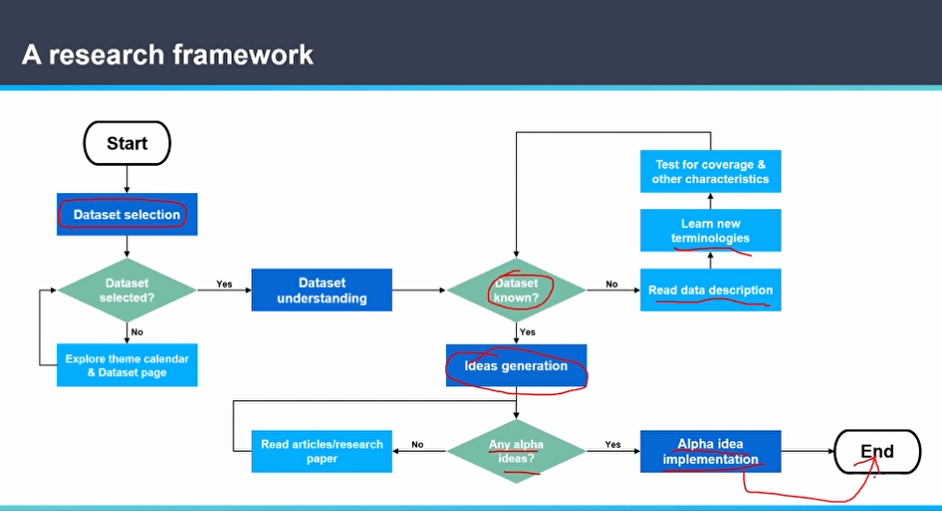 A research framework
Start
Dataset selection
Dataset
selected?
Yes
No
Explore theme calendar
& Dataset page
Dataset
understanding
Dataset
known?
No
Read data description
Learn new
terminologies
Test for coverage &
other characteristics
Yes
Ideas generation
Any alpha
ideas?
No
Read articles/research
paper
Yes
Alpha idea
implementation
End